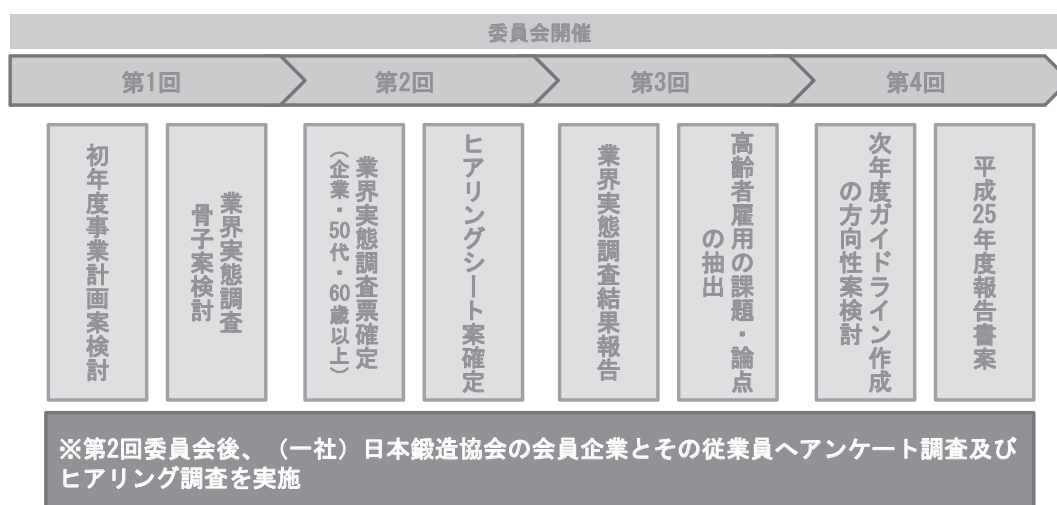 委員会開催
第1回
第2回
第3回
第4回
初年度事業計画案検討
業界実態調査
骨子案検討
業界実態調査票確定
（企業・50代・60歳以上）
ヒアリングシート案確定
業界実態調査結果報告
高齢者雇用の課題・論点
の抽出
次年度ガイドライン作成
の方向性案検討
平成25年度報告書案
※第2回委員会後、（一社）日本鍛造協会の会員企業とその従業員へアンケート調査及び
ヒアリング調査を実施